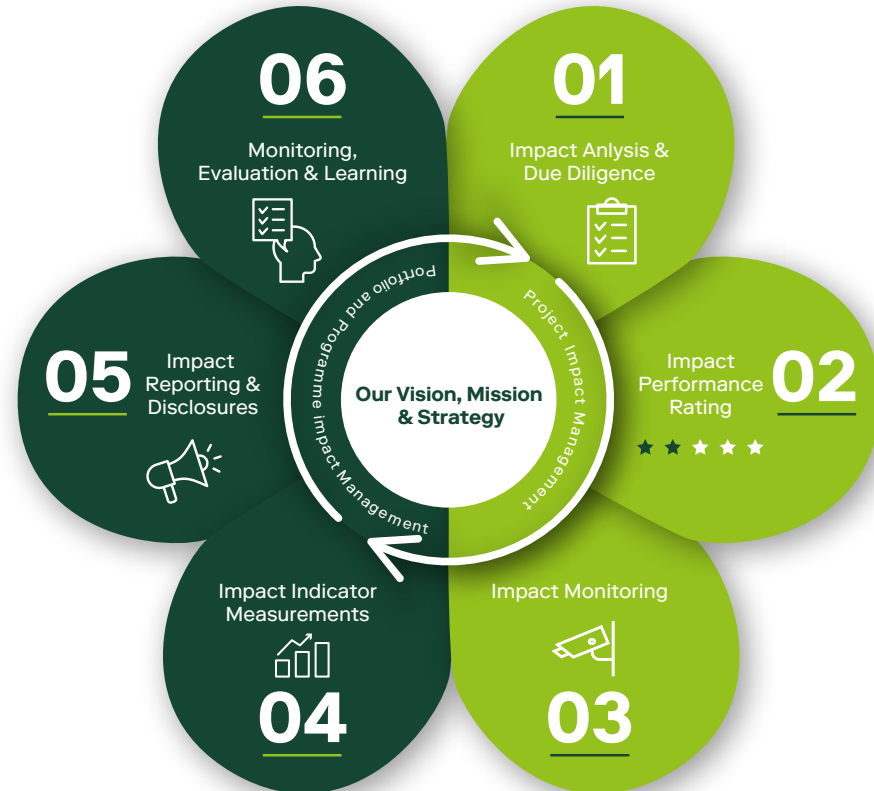 01
Impact Anlysis &
Due Diligence
Impact
Performance
Rating
02
Impact Monitoring
03
Impact Indicator
Measurements
04
05
Impact
Reporting &
Disclosures
06
Monitoring,
Evaluation & Learning
Project Impact Management
Portfolio and Programme impact Management
Our Vision, Mission
& Strategy